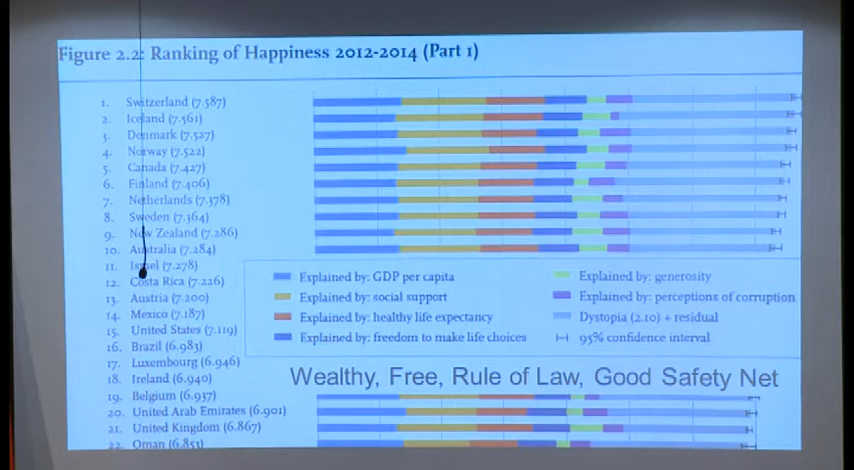 Figure 2.2: Ranking of Happiness 2012-2014 (Part 1)
1. Switzerland (7.587)
2. Iceland (7.561)
3. Denmark (7.527)
4. Norway (7.522)
5. Canada (7.427)
6. Finland (7.406)
7. Netherlands (7.378)
8. Sweden (7.364)
9. New Zealand (7.286)
10. Australia (7.284)
11. Israel (7.278)
12. Costa Rica (7.226)
13. Austria (7.200)
14. Mexico (7.187)
15. United States (7.119)
16. Brazil (6.983)
17. Luxembourg (6.946)
18. Ireland (6.940)
19. Belgium (6.937)
20. United Arab Emirates (6.901)
21. United Kingdom (6.867)
22. Oman (6.853)
Explained by: GDP per capita
Explained by: social support
Explained by: healthy life expectancy
Explained by: freedom to make life choices
Explained by: generosity
Explained by: perceptions of corruption
Dystopia (2.10) + residual
95% confidence interval
Wealthy, Free, Rule of Law, Good Safety Net